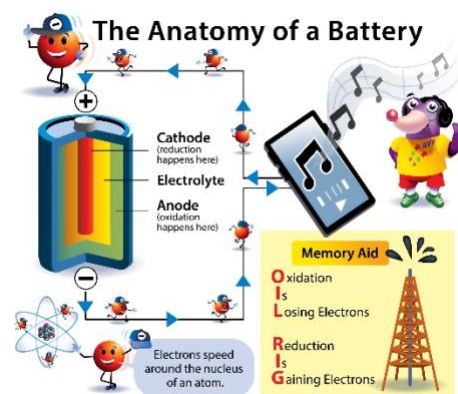 The Anatomy of a Battery
+
Cathode
(reduction
happens here)
Electrolyte
Anode
(oxidation
happens here)
−
Electrons speed
around the nucleus
of an atom.
Memory Aid
Oxidation
Is
Losing Electrons
Reduction
Is
Gaining Electrons